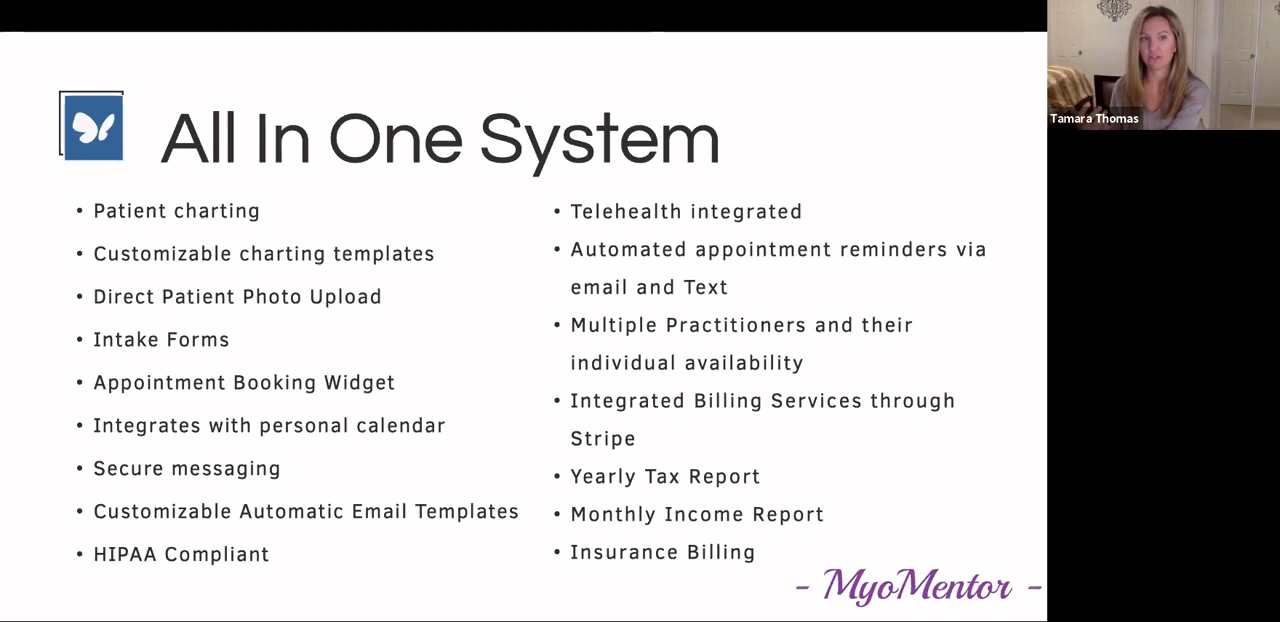 All In One System
• Patient charting
• Customizable charting templates
• Direct Patient Photo Upload
• Intake Forms
• Appointment Booking Widget
• Integrates with personal calendar
• Secure messaging
• Customizable Automatic Email Templates
• HIPAA Compliant
• Telehealth integrated
• Automated appointment reminders via
email and Text
• Multiple Practitioners and their
individual availability
• Integrated Billing Services through
Stripe
• Yearly Tax Report
• Monthly Income Report
• Insurance Billing
- MyoMentor -
Tamara Thomas